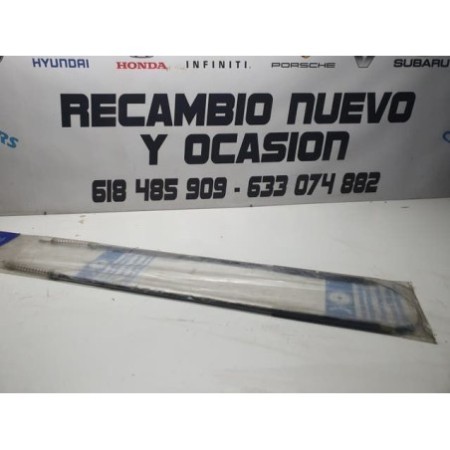 HYUNDAI HONDA INFINITI PORSCHE SUBARU
RECAMBIO NUEVO
Y OCASION
618 485 909 - 633 074 882